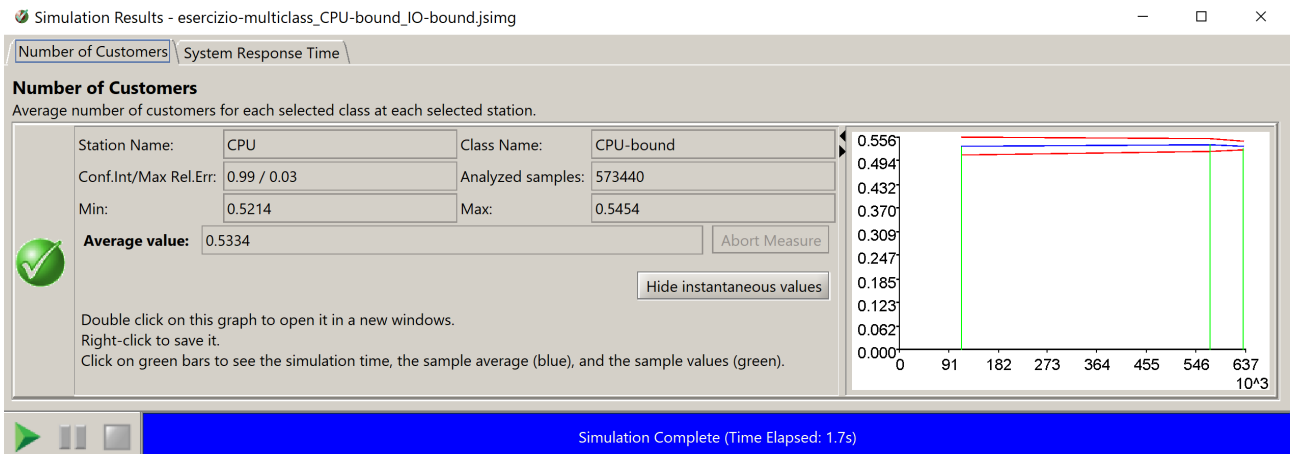 Simulation Results - esercizio-multiclass_CPU-bound_IO-bound.jsimg
Number of Customers
System Response Time
Number of Customers
Average number of customers for each selected class at each selected station.
Station Name: CPU Class Name: CPU-bound
Conf.Int/Max Rel.Err: 0.99 / 0.03 Analyzed samples: 573440
Min: 0.5214 Max: 0.5454
Average value: 0.5334 Abort Measure
Hide instantaneous values
Double click on this graph to open it in a new windows.
Right-click to save it.
Click on green bars to see the simulation time, the sample average (blue), and the sample values (green).
0.556
0.494
0.432
0.370
0.309
0.247
0.185
0.123
0.062
0.000
0 91 182 273 364 455 546 637
10^3
Simulation Complete (Time Elapsed: 1.7s)